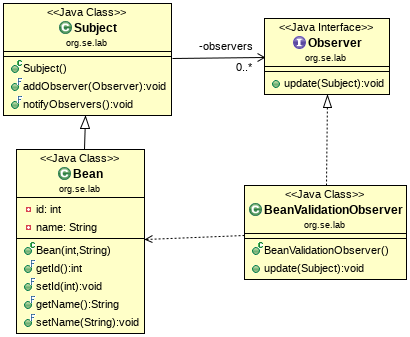 <<Java Class>>
Subject
org.se.lab
Subject()
addObserver(Observer):void
notifyObservers():void
-observers
0..*
<<Java Interface>>
Observer
org.se.lab
update(Subject):void
<<Java Class>>
Bean
org.se.lab
id: int
name: String
Bean(int,String)
getId():int
setId(int):void
getName():String
setName(String):void
<<Java Class>>
BeanValidationObserver
org.se.lab
BeanValidationObserver()
update(Subject):void